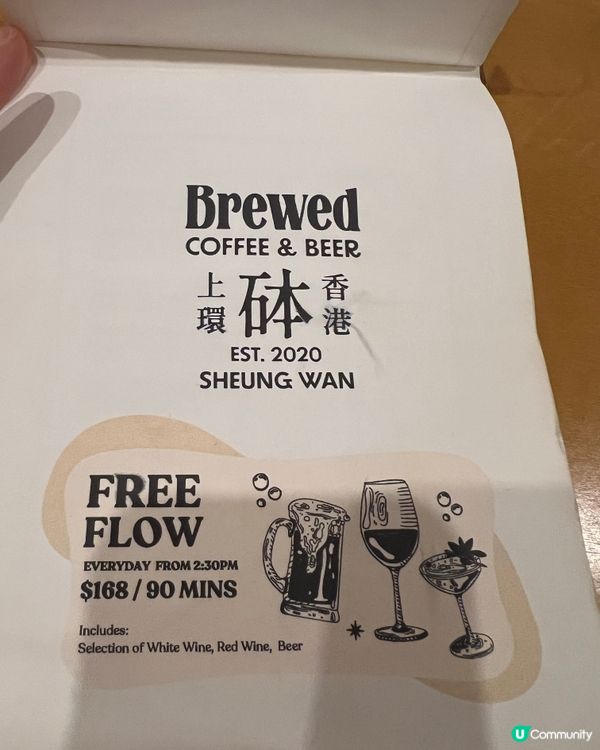 Brewed
COFFEE & BEER
上環
砵
香港
EST. 2020
SHEUNG WAN
FREE
FLOW
EVERYDAY FROM 2:30PM
$168 / 90 MINS
Includes:
Selection of White Wine, Red Wine, Beer
U Community